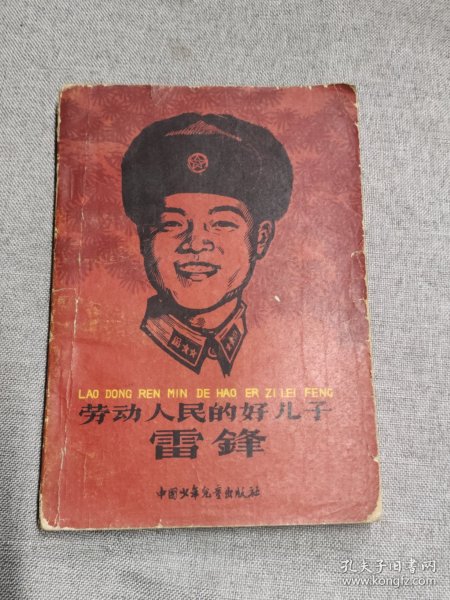 LAO DONG REN MIN DE HAO ER ZI LEI FENG
劳动人民的好儿子
雷鋒
中国少年兒童出版社
孔夫子旧书网
www.kongfz.com